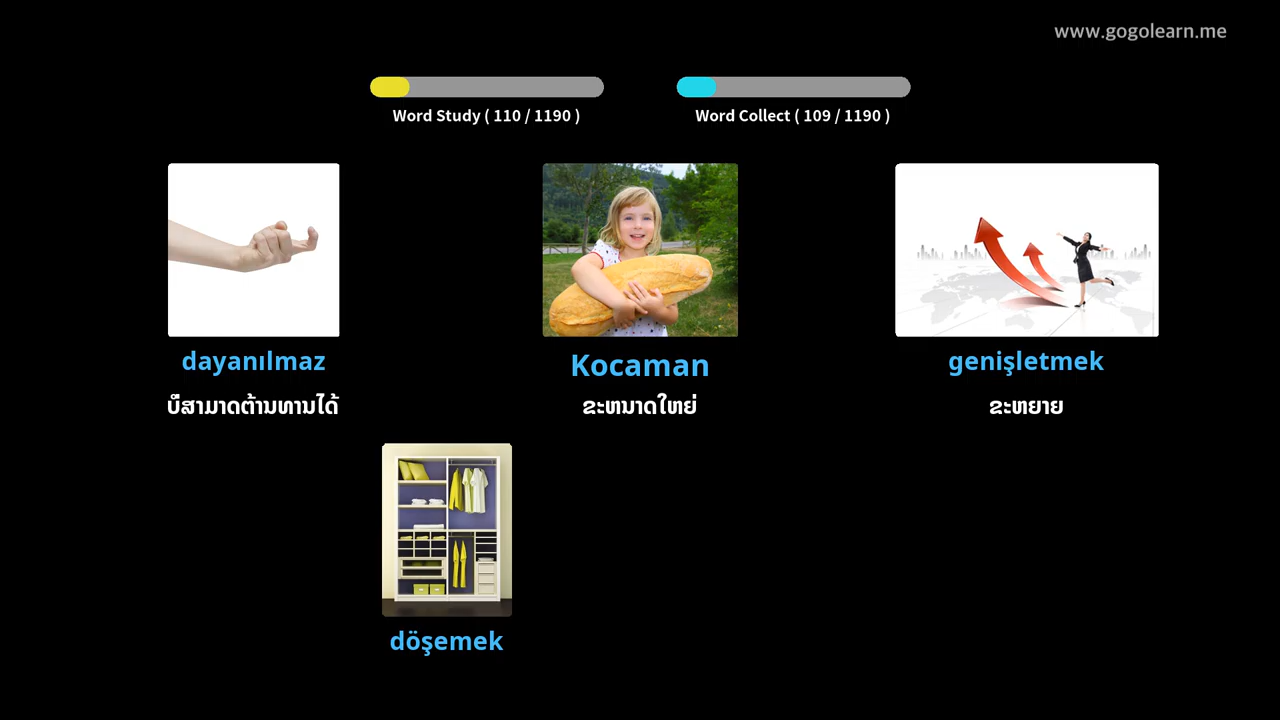 www.gogolearn.me
Word Study ( 110 / 1190 )
Word Collect ( 109 / 1190 )
dayanılmaz
Kocaman
genişletmek
ບໍ່ສາມາດຕ້ານທານໄດ້
ຂະຫນາດໃຫຍ່
ຂະຫຍາຍ
döşemek